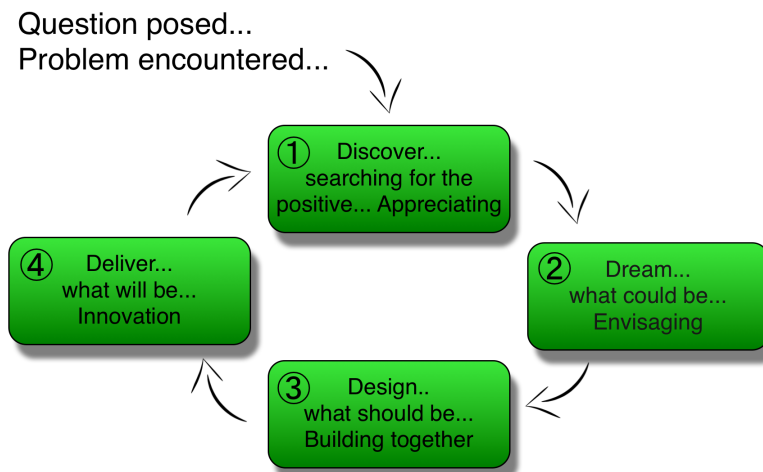 Question posed...
Problem encountered...
① Discover...
searching for the
positive... Appreciating
② Dream...
what could be...
Envisaging
③ Design..
what should be...
Building together
④ Deliver...
what will be...
Innovation